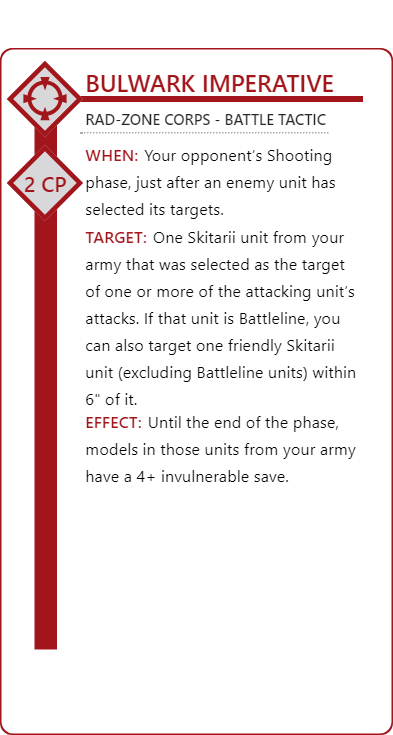 BULWARK IMPERATIVE
RAD-ZONE CORPS - BATTLE TACTIC
2 CP
WHEN: Your opponent's Shooting
phase, just after an enemy unit has
selected its targets.
TARGET: One Skitarii unit from your
army that was selected as the target
of one or more of the attacking unit's
attacks. If that unit is Battleline, you
can also target one friendly Skitarii
unit (excluding Battleline units) within
6" of it.
EFFECT: Until the end of the phase,
models in those units from your army
have a 4+ invulnerable save.